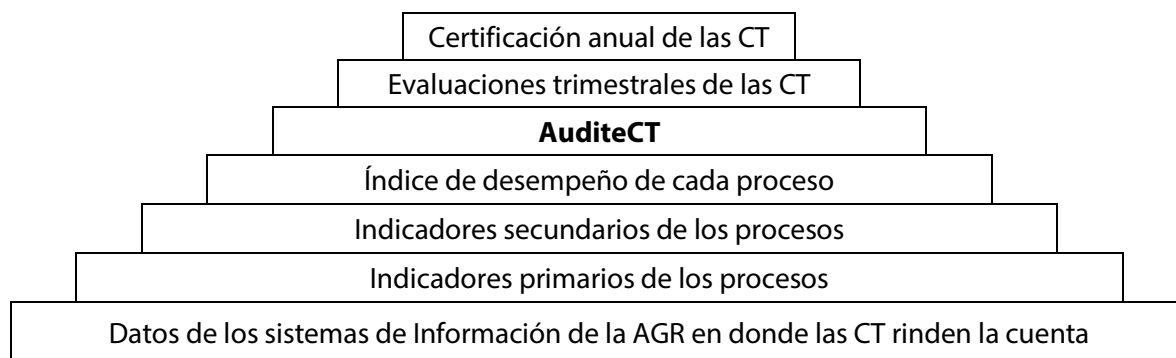 Certificación anual de las CT
Evaluaciones trimestrales de las CT
AuditeCT
Índice de desempeño de cada proceso
Indicadores secundarios de los procesos
Indicadores primarios de los procesos
Datos de los sistemas de Información de la AGR en donde las CT rinden la cuenta